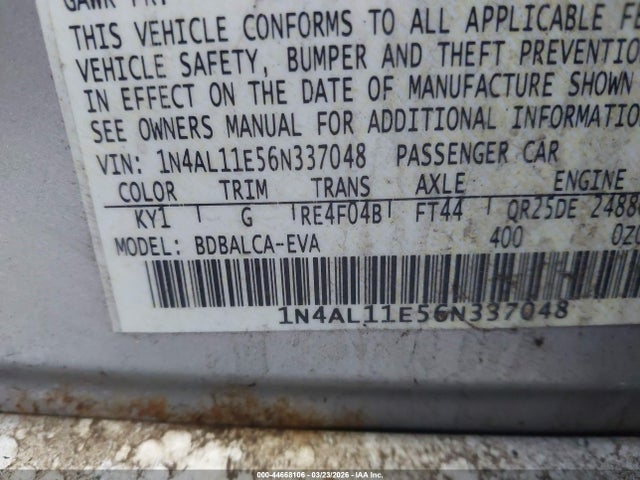 THIS VEHICLE CONFORMS TO ALL APPLICABLE
VEHICLE SAFETY, BUMPER AND THEFT PREVENTION
IN EFFECT ON THE DATE OF MANUFACTURE SHOWN
SEE OWNERS MANUAL FOR ADDITIONAL INFORMATION
VIN: 1N4AL11E56N337048 PASSENGER CAR
COLOR TRIM TRANS AXLE ENGINE
KY1 G RE4F04B FT44 QR25DE 2488
MODEL: BDBALCA-EVA 400
1N4AL11E56N337048
000-44668106 | 03/23/2026 | IAA Inc.